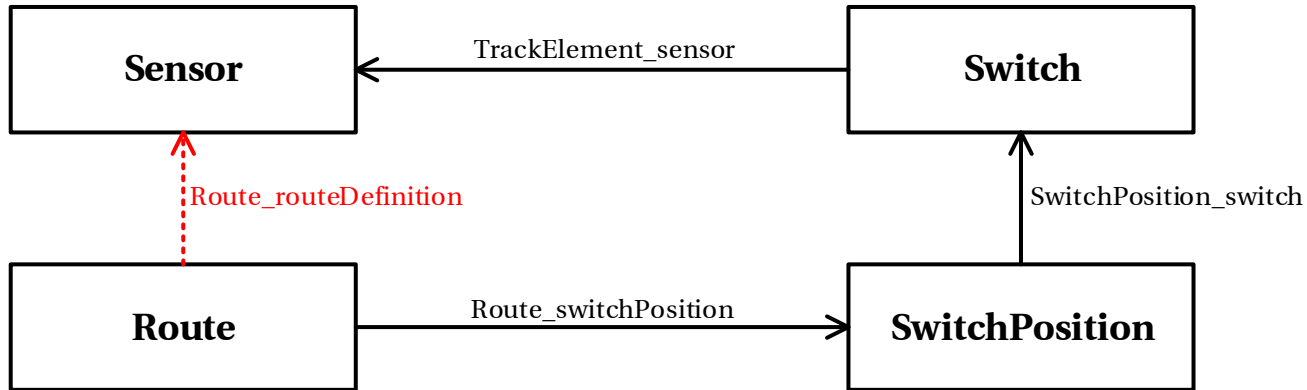 Sensor
TrackElement_sensor
Switch
Route_routeDefinition
SwitchPosition_switch
Route
Route_switchPosition
SwitchPosition